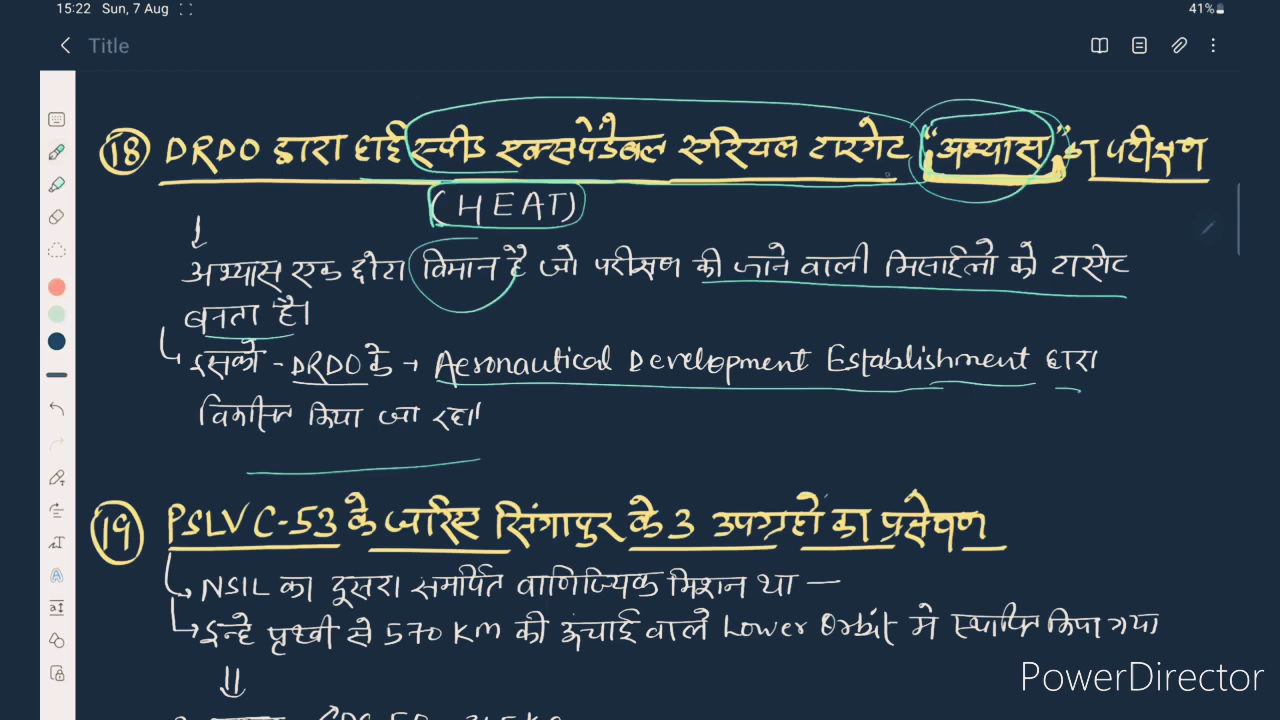 15:22 Sun, 7 Aug
41%
Title
18 DRDO द्वारा हाई स्पीड एक्सपेंडेबल एरियल टारगेट "अभ्यास" का परीक्षण
(HEAT)
अभ्यास एक छोटा विमान है जो परीक्षण की जाने वाली मिसाईलो को टारगेट
बनता है।
इसको - DRDO के → Aeronautical Development Establishment द्वारा
विकसित किया जा रहा॥
19 PSLV C-53 के जरिए सिंगापुर के 3 उपग्रहो का प्रक्षेपण
NSIL का दूसरा समर्पित वाणिज्यिक मिशन था —
इन्हे पृथ्वी से 570 Km की ऊंचाई वाले Lower Orbit मे स्थापित किया गया
PowerDirector